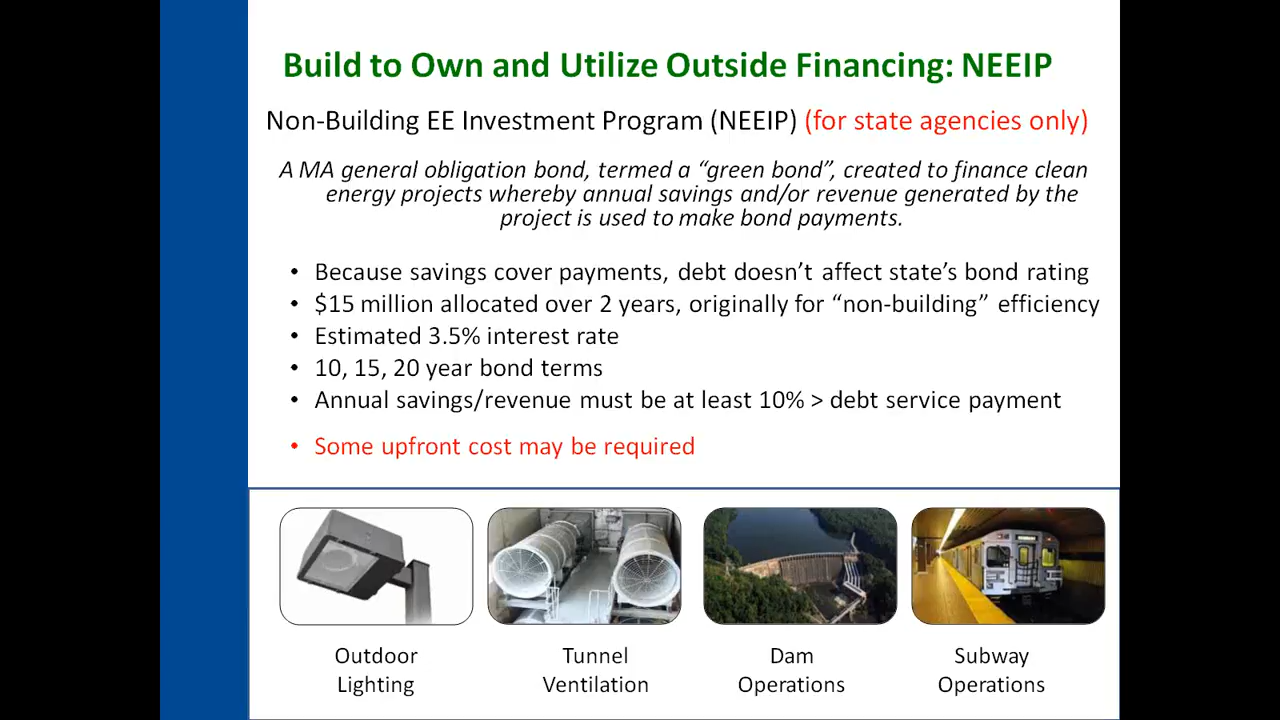 Build to Own and Utilize Outside Financing: NEEIP
Non-Building EE Investment Program (NEEIP) (for state agencies only)
A MA general obligation bond, termed a “green bond”, created to finance clean
energy projects whereby annual savings and/or revenue generated by the
project is used to make bond payments.
• Because savings cover payments, debt doesn’t affect state’s bond rating
• $15 million allocated over 2 years, originally for “non-building” efficiency
• Estimated 3.5% interest rate
• 10, 15, 20 year bond terms
• Annual savings/revenue must be at least 10% > debt service payment
• Some upfront cost may be required
Outdoor
Lighting
Tunnel
Ventilation
Dam
Operations
Subway
Operations